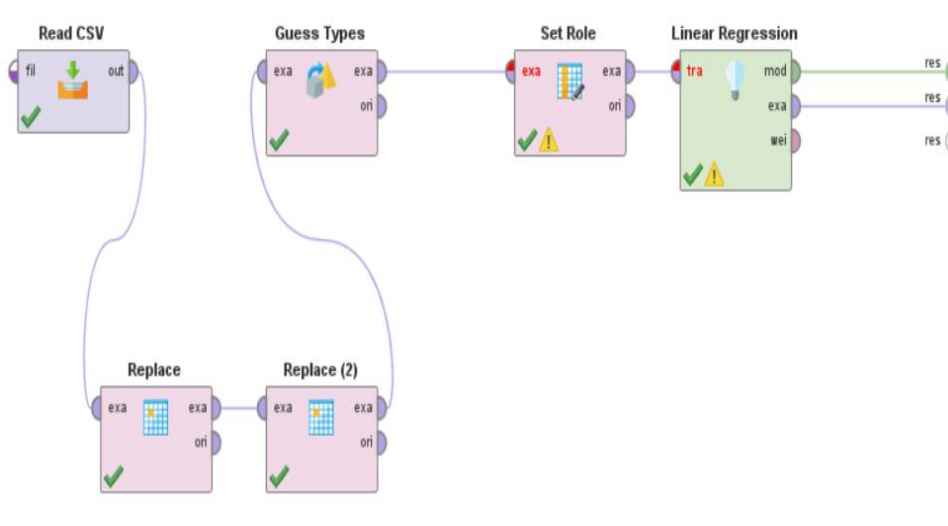 Read CSV
Guess Types
Set Role
Linear Regression
fil
out
exa
exa
ori
exa
exa
ori
tra
mod
exa
wei
res
res
res
Replace
Replace (2)
exa
exa
ori
exa
exa
ori